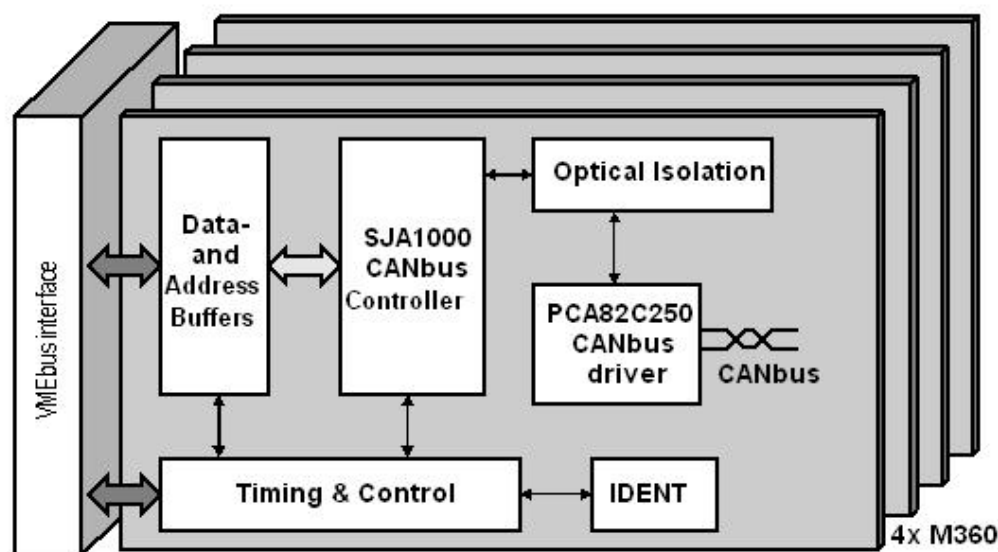 VMEbus interface
Data-
and
Address
Buffers
SJA1000
CANbus
Controller
Optical Isolation
PCA82C250
CANbus
driver
CANbus
Timing & Control
IDENT
4x M360